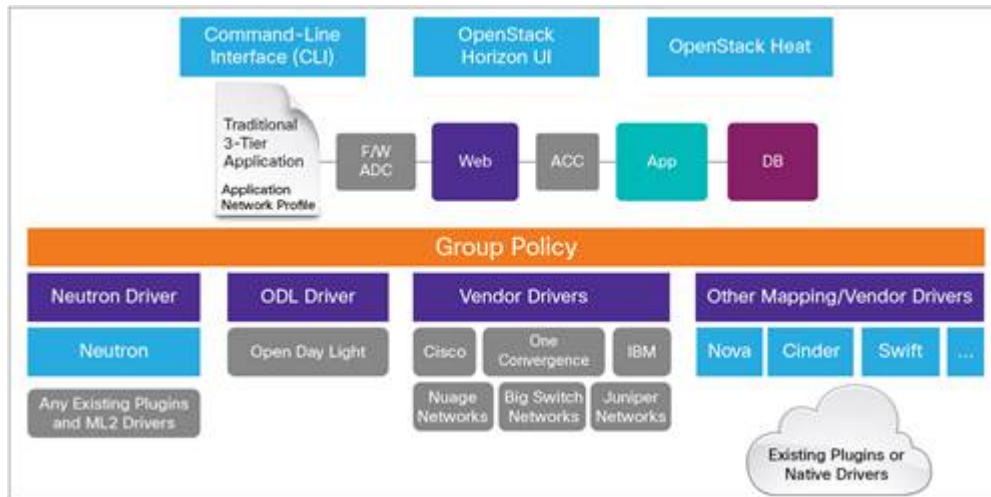 Command-Line
Interface (CLI)
OpenStack
Horizon UI
OpenStack Heat
Traditional
3-Tier
Application
Application
Network Profile
F/W
ADC
Web
ACC
App
DB
Group Policy
Neutron Driver
ODL Driver
Vendor Drivers
Other Mapping/Vendor Drivers
Neutron
Open Day Light
Cisco
One
Convergence
IBM
Nova
Cinder
Swift
...
Any Existing Plugins
and ML2 Drivers
Nuage
Networks
Big Switch
Networks
Juniper
Networks
Existing Plugins or
Native Drivers